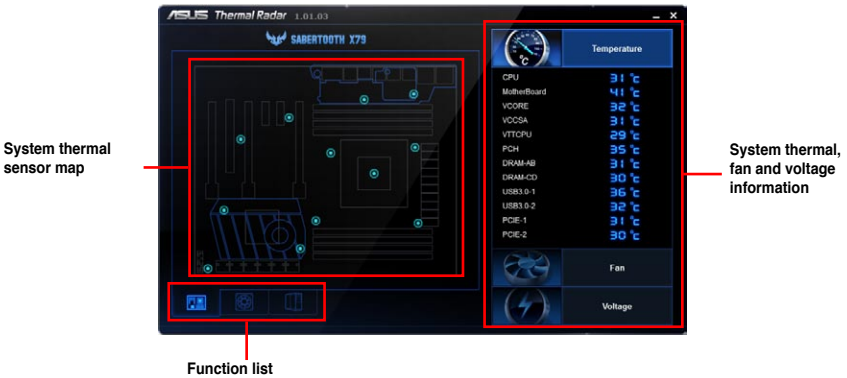 ASUS Thermal Radar 1.01.03
SABERTOOTH X79
Temperature
CPU 31 °C
MotherBoard 41 °C
VCORE 32 °C
VCCSA 31 °C
VTTCPU 29 °C
PCH 35 °C
DRAM-AB 31 °C
DRAM-CD 30 °C
USB3.0-1 36 °C
USB3.0-2 32 °C
PCIE-1 31 °C
PCIE-2 30 °C
Fan
Voltage
System thermal
sensor map
System thermal,
fan and voltage
information
Function list